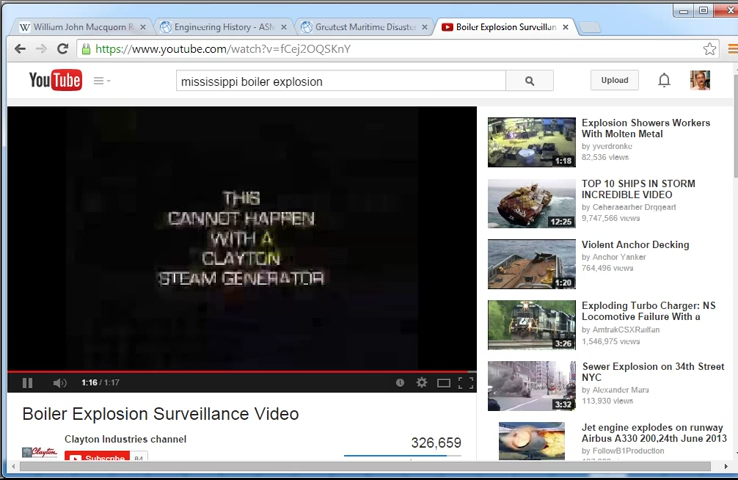 William John Macquorn R
Engineering History - ASM
Greatest Maritime Disaste
Boiler Explosion Surveillan
https://www.youtube.com/watch?v=fCej2OQSKnY
YouTube
mississippi boiler explosion
Upload
THIS
CANNOT HAPPEN
WITH A
CLAYTON
STEAM GENERATOR
1:16 / 1:17
Boiler Explosion Surveillance Video
Clayton
Clayton Industries channel
Subscribe
84
326,659
Explosion Showers Workers
With Molten Metal
by yverdronke
82,536 views
1:18
TOP 10 SHIPS IN STORM
INCREDIBLE VIDEO
9,747,566 views
12:25
Violent Anchor Decking
by Anchor Yanker
764,496 views
1:20
Exploding Turbo Charger: NS
Locomotive Failure With a
by AmtrakCSXRailfan
1,546,975 views
3:26
Sewer Explosion on 34th Street
NYC
by Alexander Mars
113,930 views
3:32
Jet engine explodes on runway
Airbus A330 200,24th June 2013
by FollowB1Production